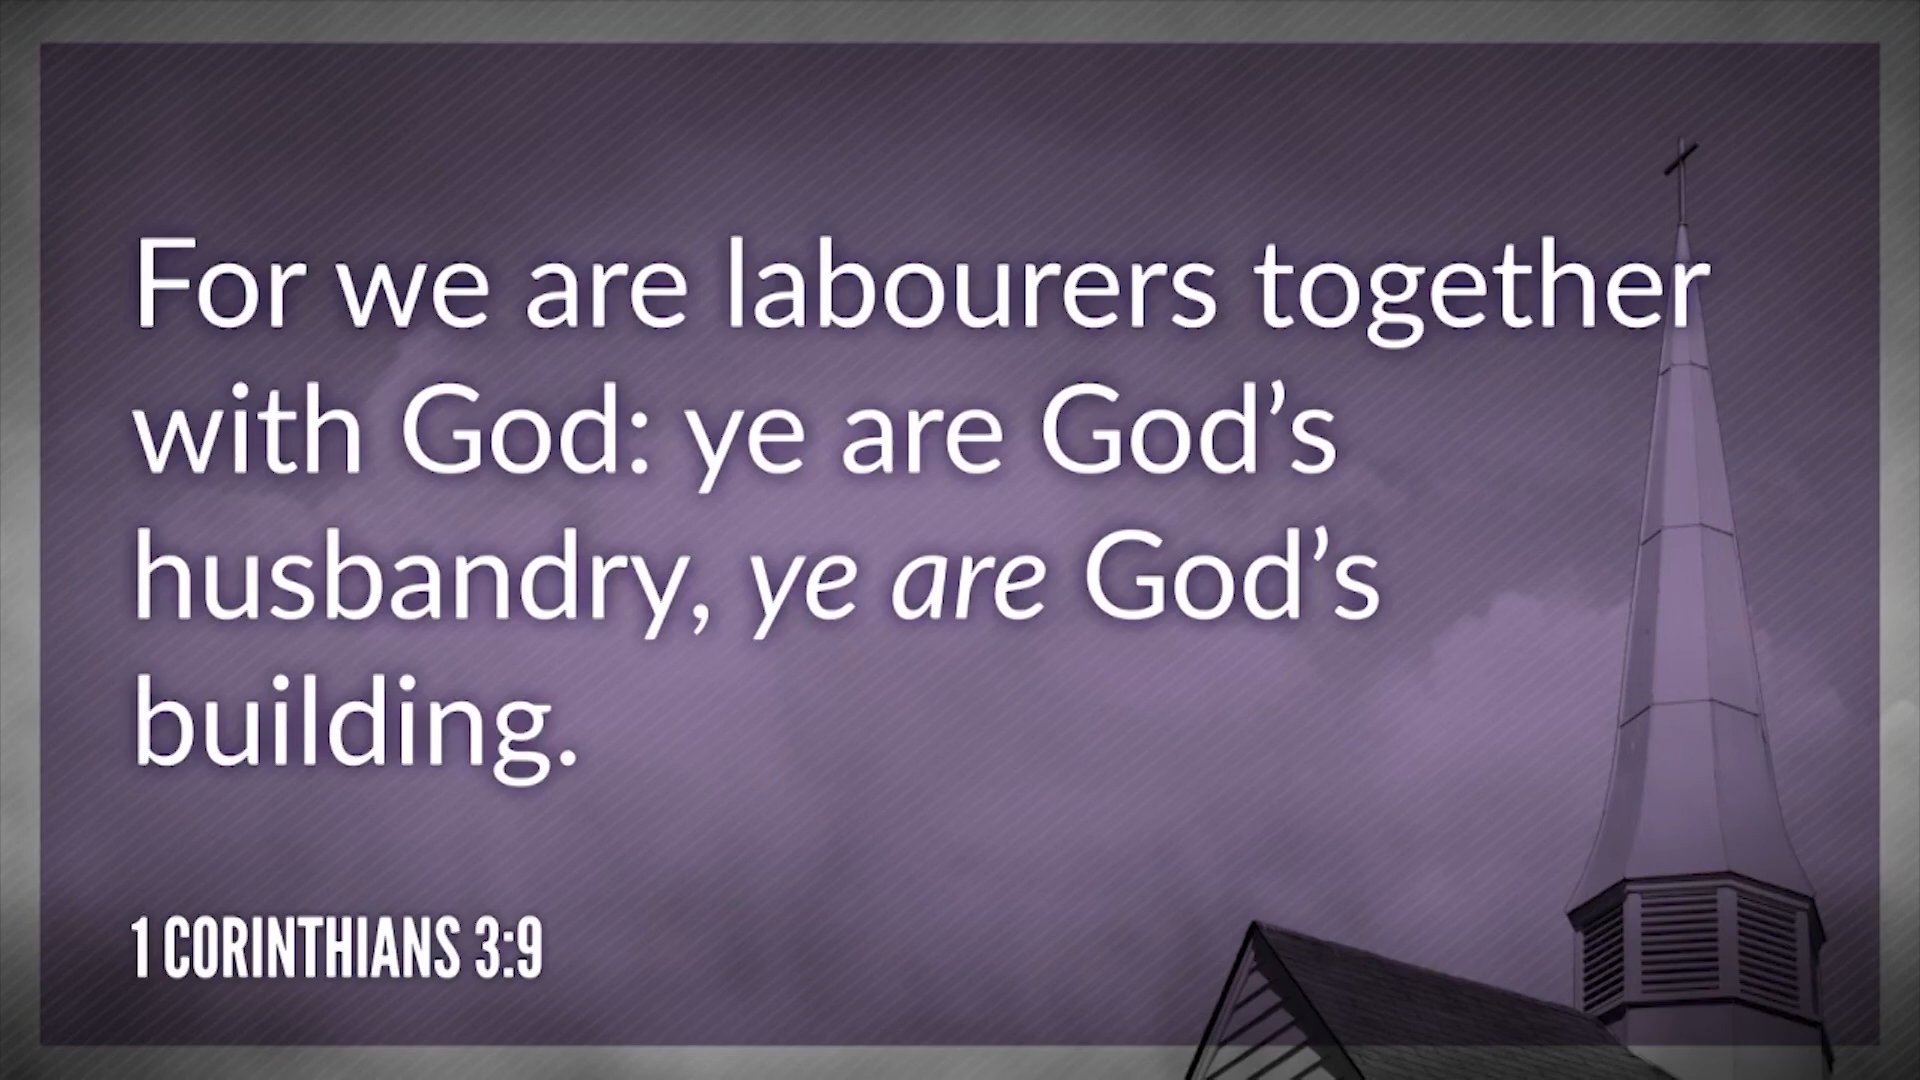 For we are labourers together
with God: ye are God’s
husbandry, ye are God’s
building.
1 CORINTHIANS 3:9